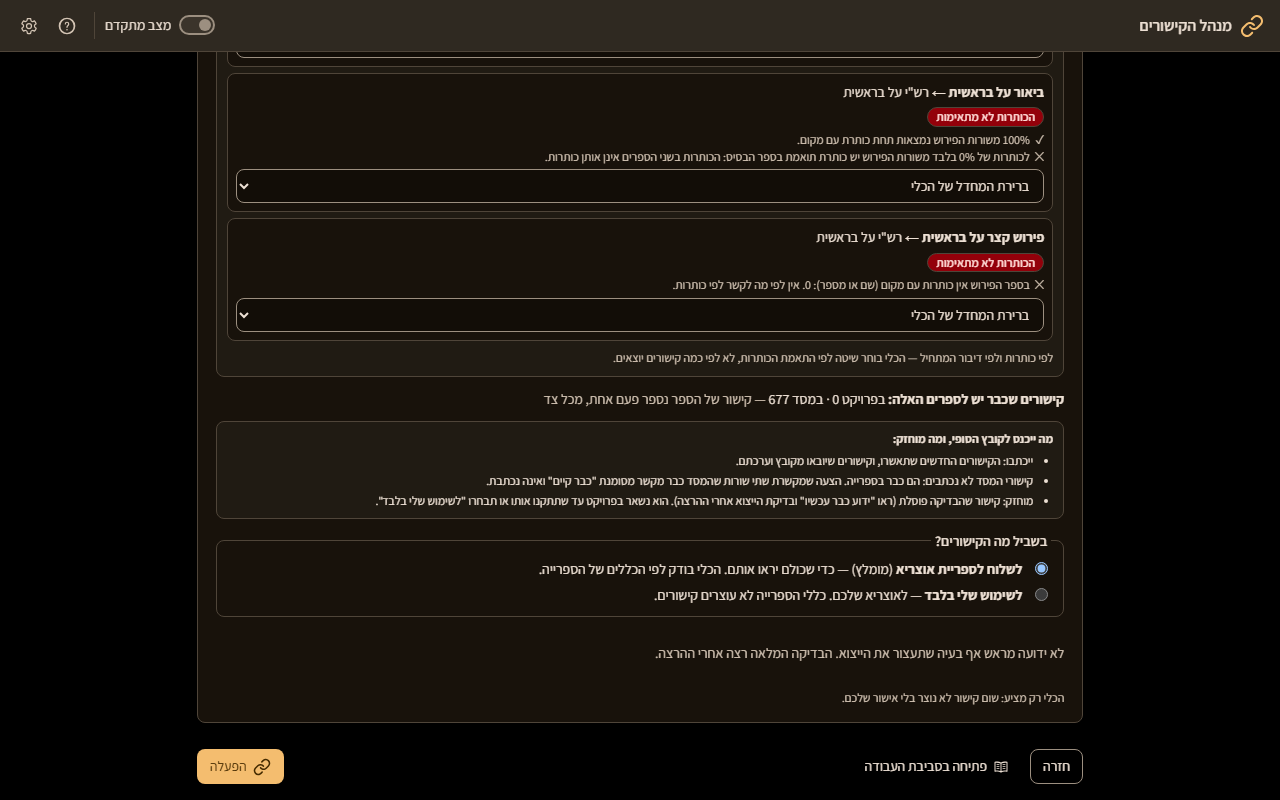 מנהל הקישורים
מצב מתקדם
ביאור על בראשית ← רש"י על בראשית
הכותרות לא מתאימות
✓ 100% משורות הפירוש נמצאות תחת כותרת עם מקום.
✕ לכותרות של 0% בלבד משורות הפירוש יש כותרת תואמת בספר הבסיס: הכותרות בשני הספרים אינן אותן כותרות.
ברירת המחדל של הכלי
פירוש קצר על בראשית ← רש"י על בראשית
הכותרות לא מתאימות
✕ בספר הפירוש אין כותרות עם מקום (שם או מספר): 0. אין לפי מה לקשר לפי כותרות.
ברירת המחדל של הכלי
לפי כותרות ולפי דיבור המתחיל — הכלי בוחר שיטה לפי התאמת הכותרות, לא לפי כמה קישורים יוצאים.
קישורים שכבר יש לספרים האלה: בפרויקט 0 · במסד 677 — קישור של הספר נספר פעם אחת, מכל צד
מה ייכנס לקובץ הסופי, ומה מוחזק:
• ייכתבו: הקישורים החדשים שתאשרו, וקישורים שיובאו מקובץ וערכתם.
• קישורי המסד לא נכתבים: הם כבר בספרייה. הצעה שמקשרת שתי שורות שהמסד כבר מקשר מסומנת "כבר קיים" ואינה נכתבת.
• מוחזק: קישור שהבדיקה פוסלת (ראו "ידוע כבר עכשיו" ובדיקת הייצוא אחרי ההרצה). הוא נשאר בפרויקט עד שתתקנו אותו או תבחרו "לשימוש שלי בלבד".
בשביל מה הקישורים?
לשלוח לספריית אוצריא (מומלץ) — כדי שכולם יראו אותם. הכלי בודק לפי הכללים של הספרייה.
לשימוש שלי בלבד — לאוצריא שלכם. כללי הספרייה לא עוצרים קישורים.
לא ידועה מראש אף בעיה שתעצור את הייצוא. הבדיקה המלאה רצה אחרי ההרצה.
הכלי רק מציע: שום קישור לא נוצר בלי אישור שלכם.
חזרה
פתיחה בסביבת העבודה
הפעלה